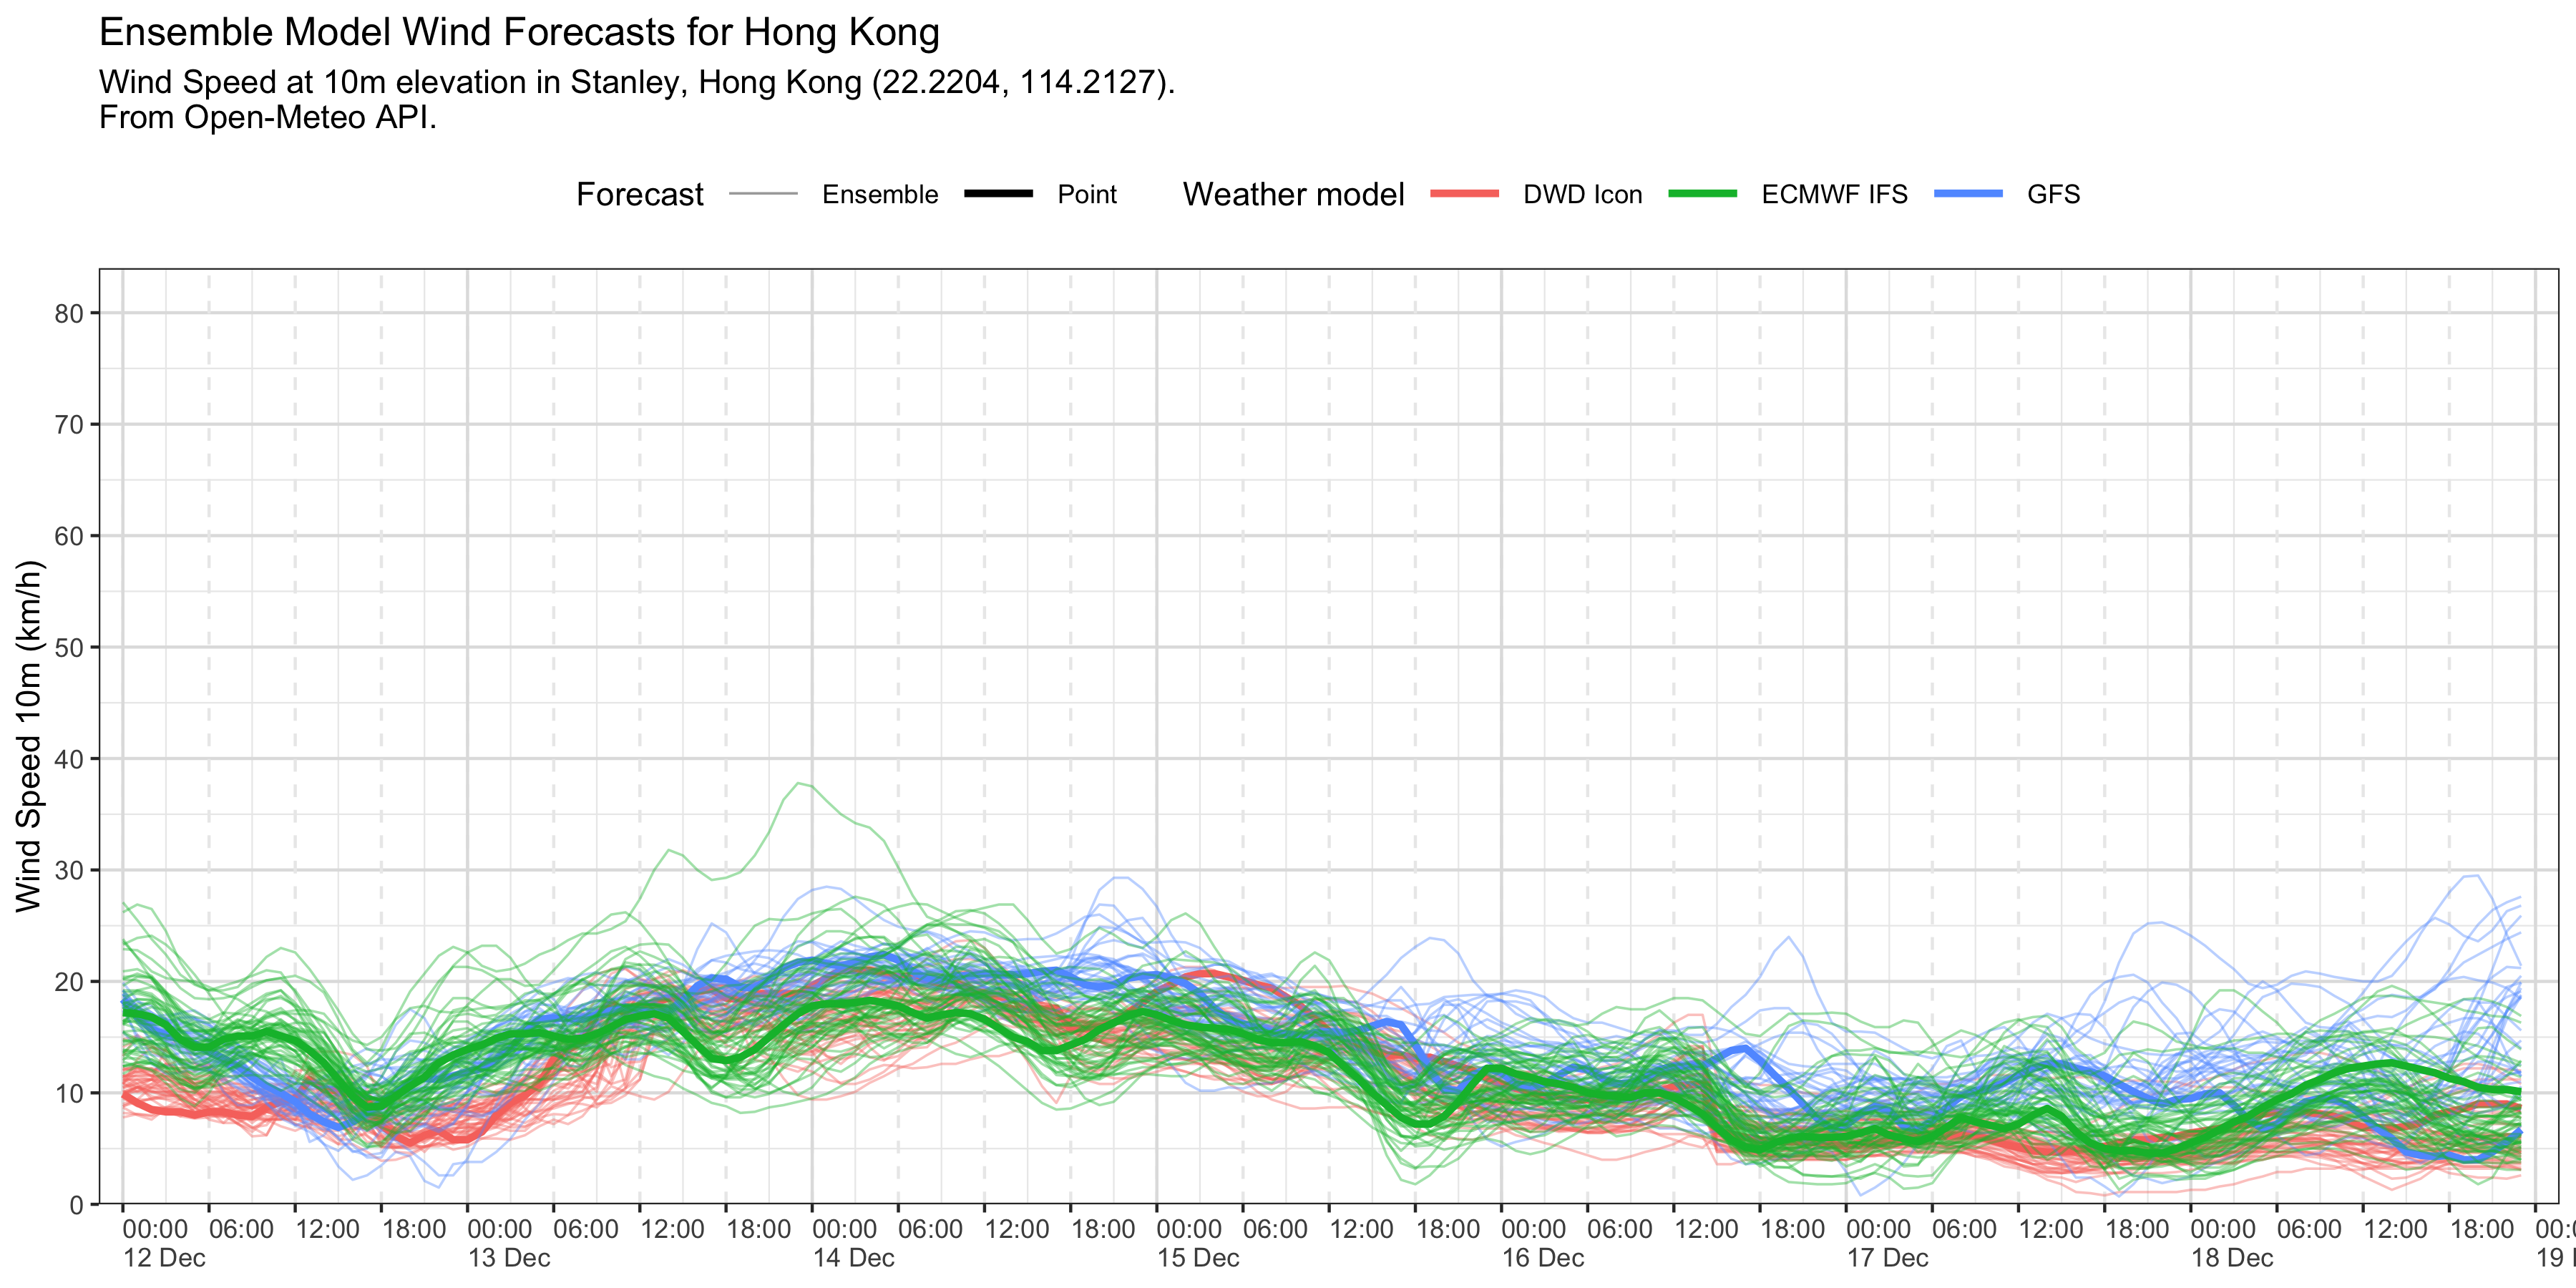 Ensemble Model Wind Forecasts for Hong Kong
Wind Speed at 10m elevation in Stanley, Hong Kong (22.2204, 114.2127).
From Open-Meteo API.
Forecast Ensemble Point Weather model DWD Icon ECMWF IFS GFS
Wind Speed 10m (km/h)
80
70
60
50
40
30
20
10
0
00:00 06:00 12:00 18:00 00:00 06:00 12:00 18:00 00:00 06:00 12:00 18:00 00:00 06:00 12:00 18:00 00:00 06:00 12:00 18:00 00:00 06:00 12:00 18:00 00:00 06:00 12:00 18:00
12 Dec 13 Dec 14 Dec 15 Dec 16 Dec 17 Dec 18 Dec 19